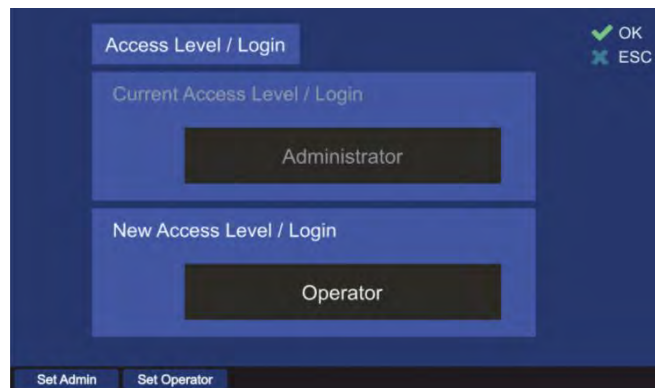 Access Level / Login
OK
ESC
Current Access Level / Login
Administrator
New Access Level / Login
Operator
Set Admin
Set Operator